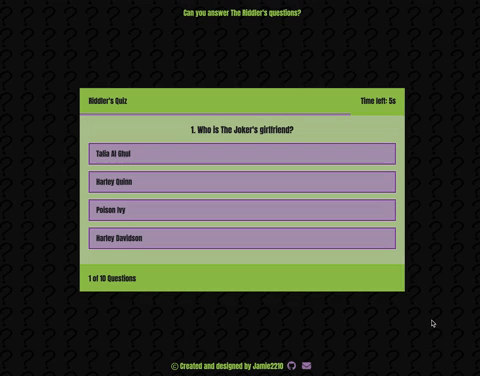 Can you answer The Riddler's questions?
Riddler's Quiz
Time left: 5s
1. Who is The Joker's girlfriend?
Talia Al Ghul
Harley Quinn
Poison Ivy
Harley Davidson
1 of 10 Questions
© Created and designed by Jamie2210